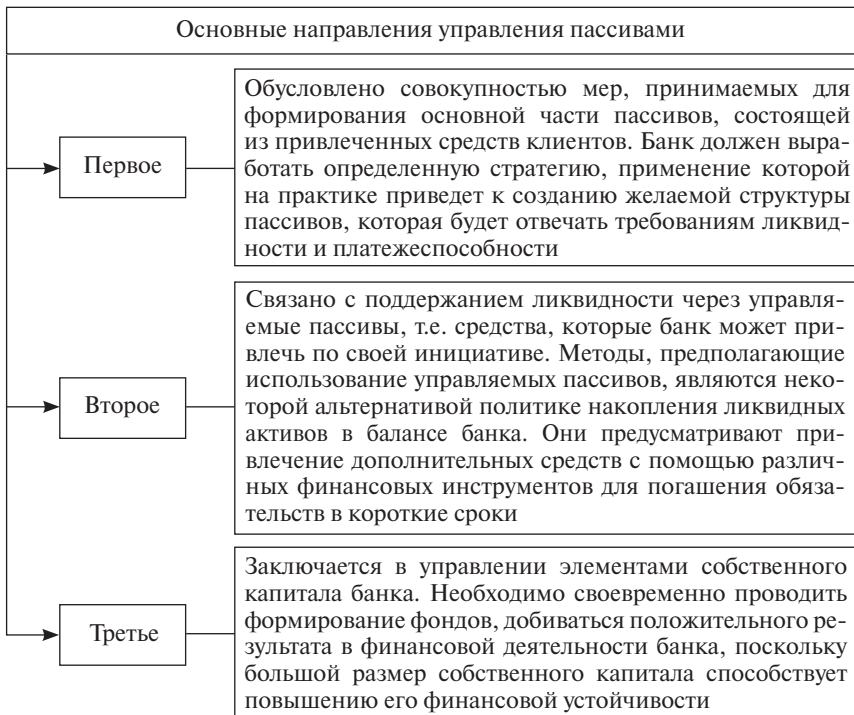 Основные направления управления пассивами
Первое
Обусловлено совокупностью мер, принимаемых для
формирования основной части пассивов, состоящей
из привлеченных средств клиентов. Банк должен выра-
ботать определенную стратегию, применение которой
на практике приведет к созданию желаемой структуры
пассивов, которая будет отвечать требованиям ликвид-
ности и платежеспособности
Второе
Связано с поддержанием ликвидности через управля-
емые пассивы, т.е. средства, которые банк может при-
влечь по своей инициативе. Методы, предполагающие
использование управляемых пассивов, являются неко-
торой альтернативой политике накопления ликвидных
активов в балансе банка. Они предусматривают при-
влечение дополнительных средств с помощью различ-
ных финансовых инструментов для погашения обяза-
тельств в короткие сроки
Третье
Заключается в управлении элементами собственного
капитала банка. Необходимо своевременно проводить
формирование фондов, добиваться положительного ре-
зультата в финансовой деятельности банка, поскольку
большой размер собственного капитала способствует
повышению его финансовой устойчивости